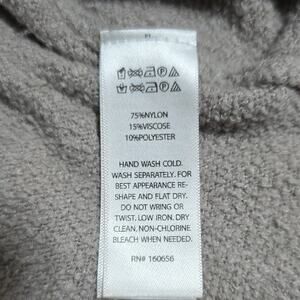 M
75%NYLON
15%VISCOSE
10%POLYESTER
HAND WASH COLD.
WASH SEPARATELY. FOR
BEST APPEARANCE RE-
SHAPE AND FLAT DRY.
DO NOT WRING OR
TWIST. LOW IRON. DRY
CLEAN. NON-CHLORINE
BLEACH WHEN NEEDED.
RN# 160656